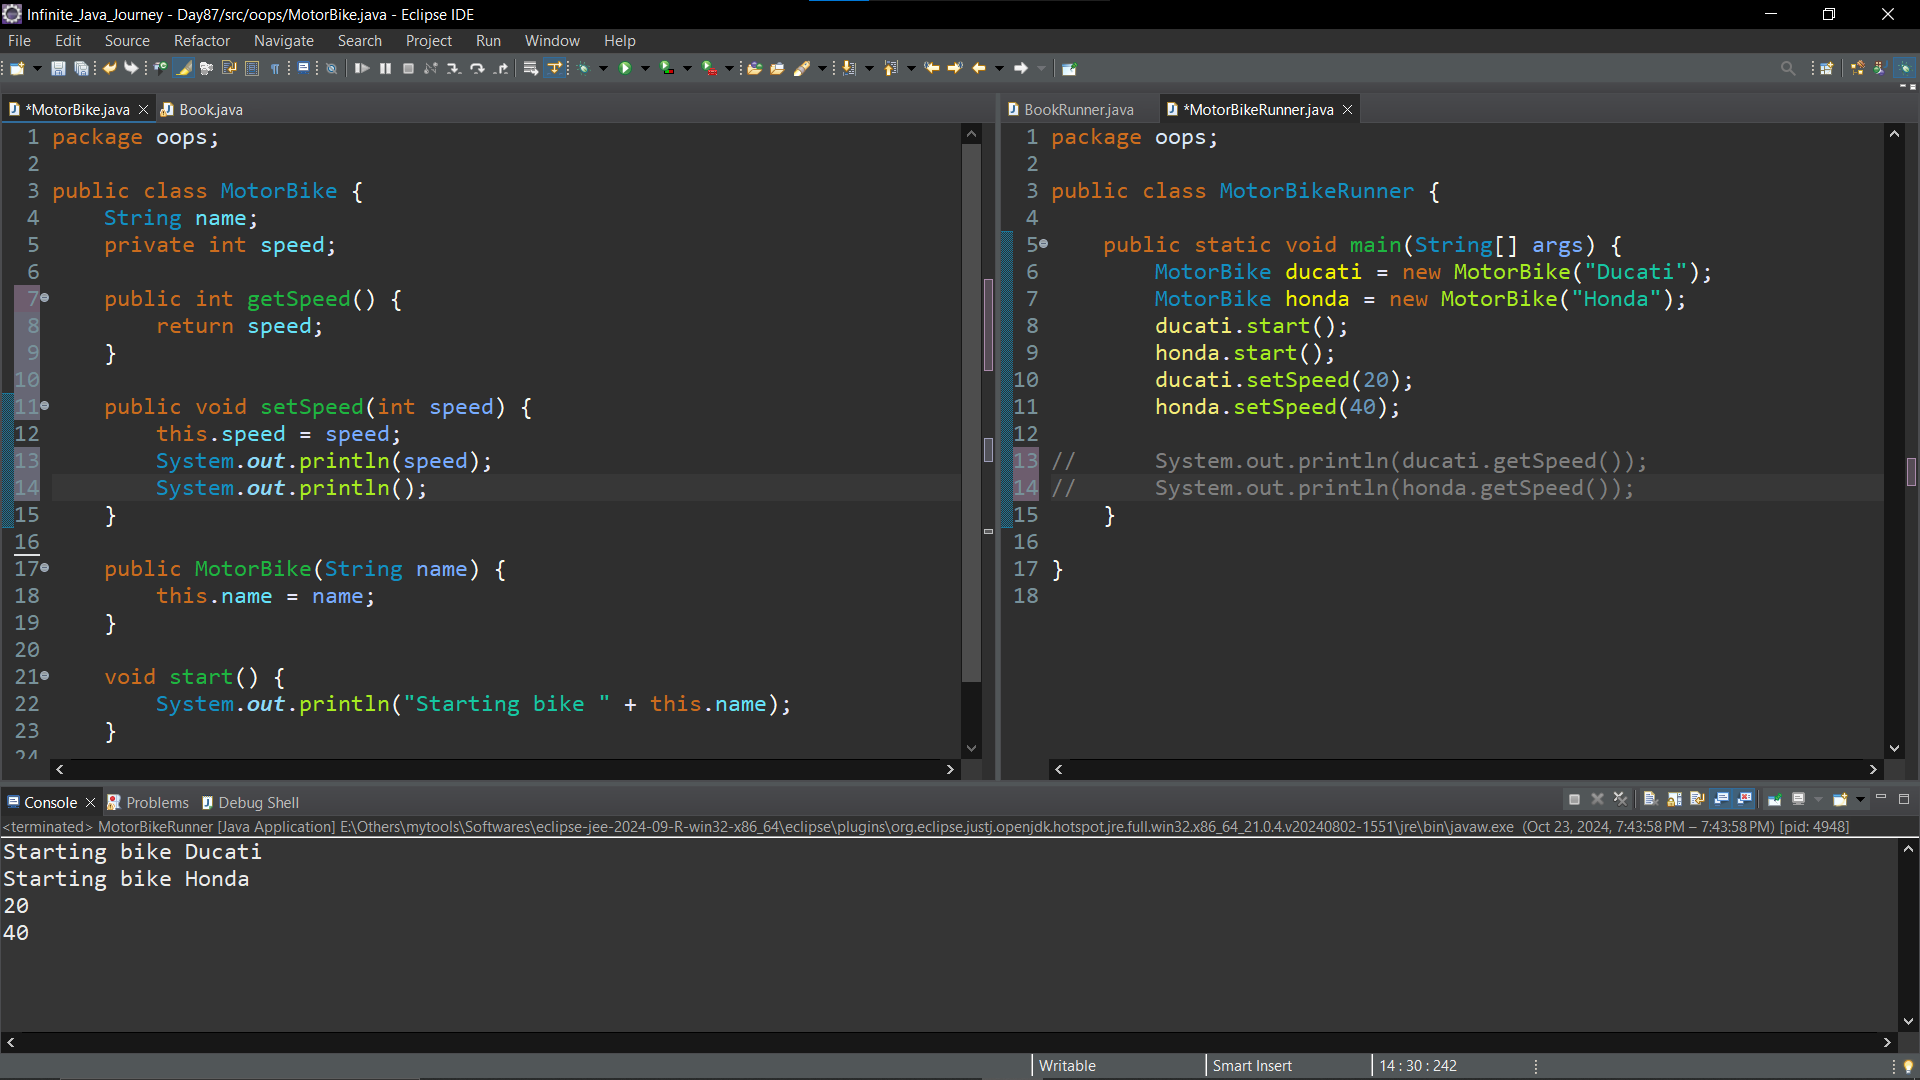 Infinite_Java_Journey - Day87/src/oops/MotorBike.java - Eclipse IDE
File Edit Source Refactor Navigate Search Project Run Window Help
*MotorBike.java Book.java
1 package oops;
2
3 public class MotorBike {
4 String name;
5 private int speed;
6
7 public int getSpeed() {
8 return speed;
9 }
10
11 public void setSpeed(int speed) {
12 this.speed = speed;
13 System.out.println(speed);
14 System.out.println();
15 }
16
17 public MotorBike(String name) {
18 this.name = name;
19 }
20
21 void start() {
22 System.out.println("Starting bike " + this.name);
23 }
24
BookRunner.java *MotorBikeRunner.java
1 package oops;
2
3 public class MotorBikeRunner {
4
5 public static void main(String[] args) {
6 MotorBike ducati = new MotorBike("Ducati");
7 MotorBike honda = new MotorBike("Honda");
8 ducati.start();
9 honda.start();
10 ducati.setSpeed(20);
11 honda.setSpeed(40);
12
13 // System.out.println(ducati.getSpeed());
14 // System.out.println(honda.getSpeed());
15 }
16
17 }
18
Console Problems Debug Shell
<terminated> MotorBikeRunner [Java Application] E:\Others\mytools\Softwares\eclipse-jee-2024-09-R-win32-x86_64\eclipse\plugins\org.eclipse.justj.openjdk.hotspot.jre.full.win32.x86_64_21.0.4.v20240802-1551\jre\bin\javaw.exe (Oct 23, 2024, 7:43:58 PM – 7:43:58 PM) [pid: 4948]
Starting bike Ducati
Starting bike Honda
20
40
Writable Smart Insert 14 : 30 : 242